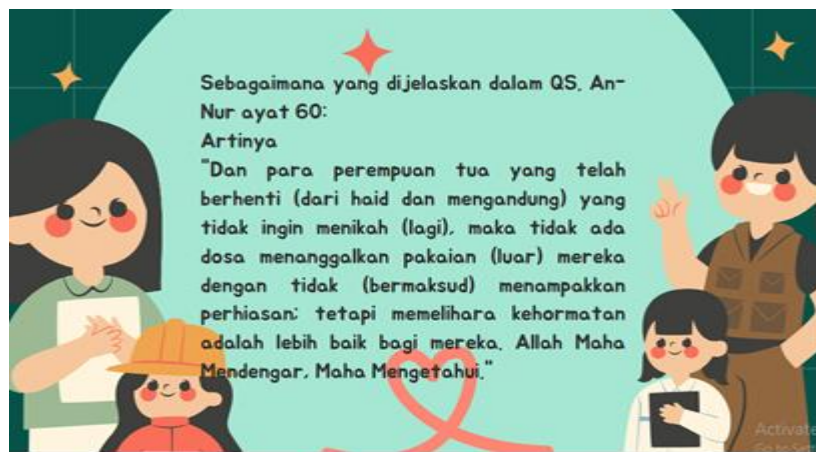 Sebagaimana yang dijelaskan dalam QS. An-
Nur ayat 60:
Artinya
"Dan para perempuan tua yang telah
berhenti (dari haid dan mengandung) yang
tidak ingin menikah (lagi), maka tidak ada
dosa menanggalkan pakaian (luar) mereka
dengan tidak (bermaksud) menampakkan
perhiasan; tetapi memelihara kehormatan
adalah lebih baik bagi mereka. Allah Maha
Mendengar, Maha Mengetahui."
Activate